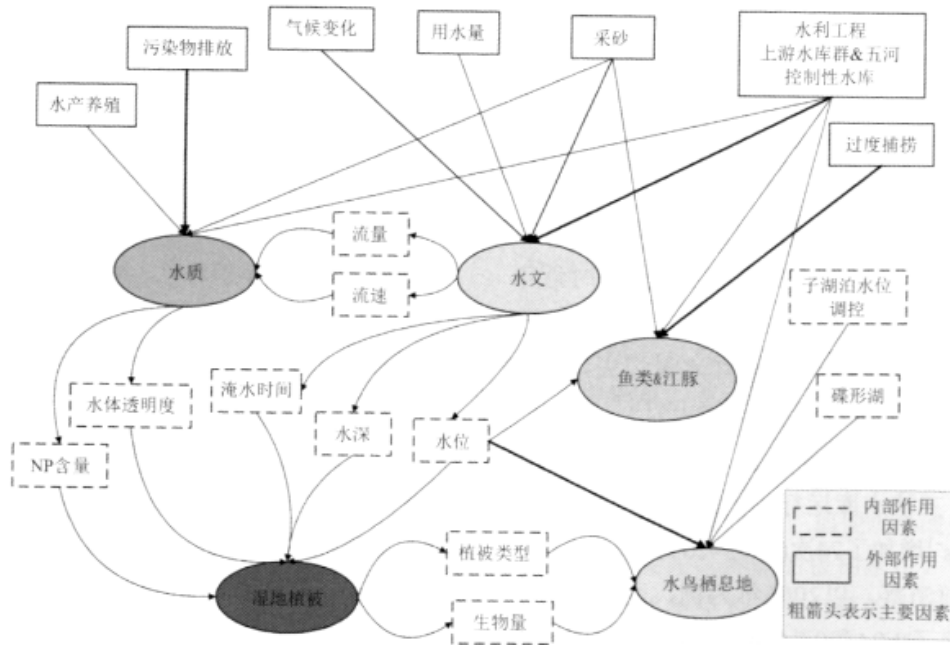 气候变化
用水量
采砂
水利工程
上游水库群&五河
控制性水库
污染物排放
水产养殖
过度捕捞
流量
水质
水文
流速
子湖泊水位
调控
鱼类&江豚
淹水时间
水体透明度
碟形湖
水深
水位
NP含量
内部作用
因素
植被类型
外部作用
因素
湿地植被
水鸟栖息地
生物量
粗箭头表示主要因素